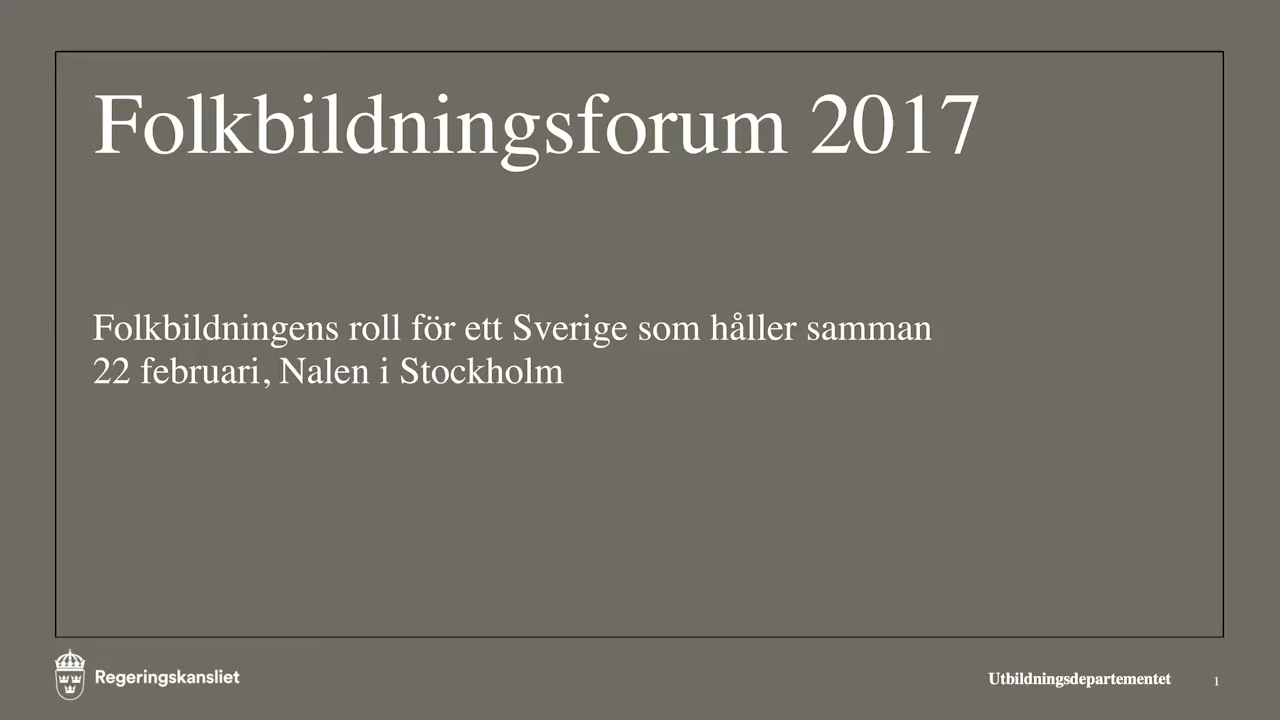 Folkbildningsforum 2017
Folkbildningens roll för ett Sverige som håller samman
22 februari, Nalen i Stockholm
Regeringskansliet
Utbildningsdepartementet
1